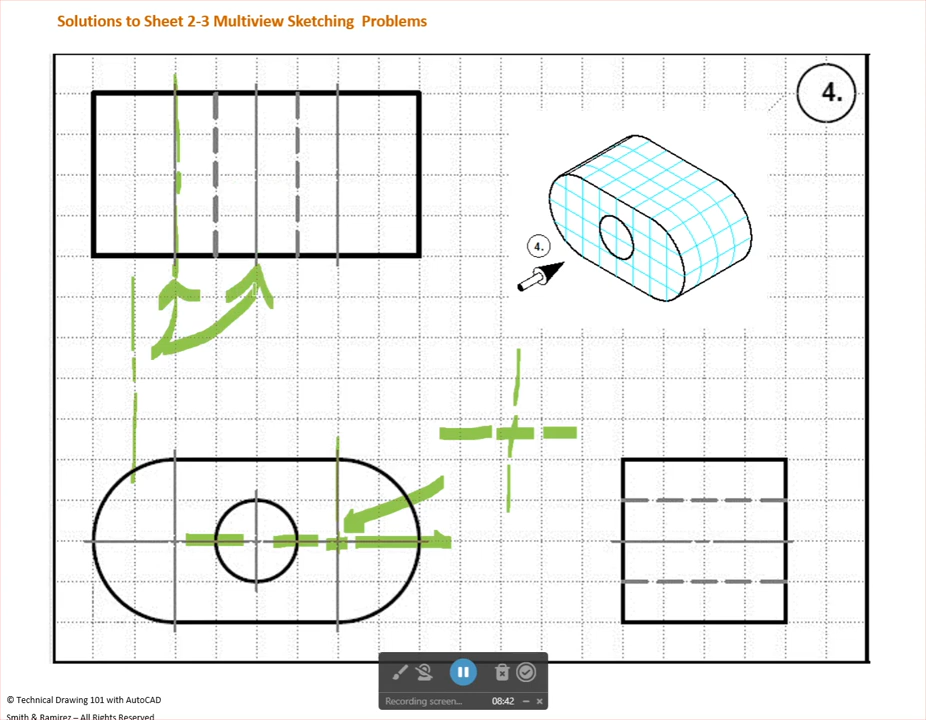 Solutions to Sheet 2-3 Multiview Sketching  Problems
4.
4.
Recording screen... 08:42
© Technical Drawing 101 with AutoCAD
Smith & Ramirez – All Rights Reserved